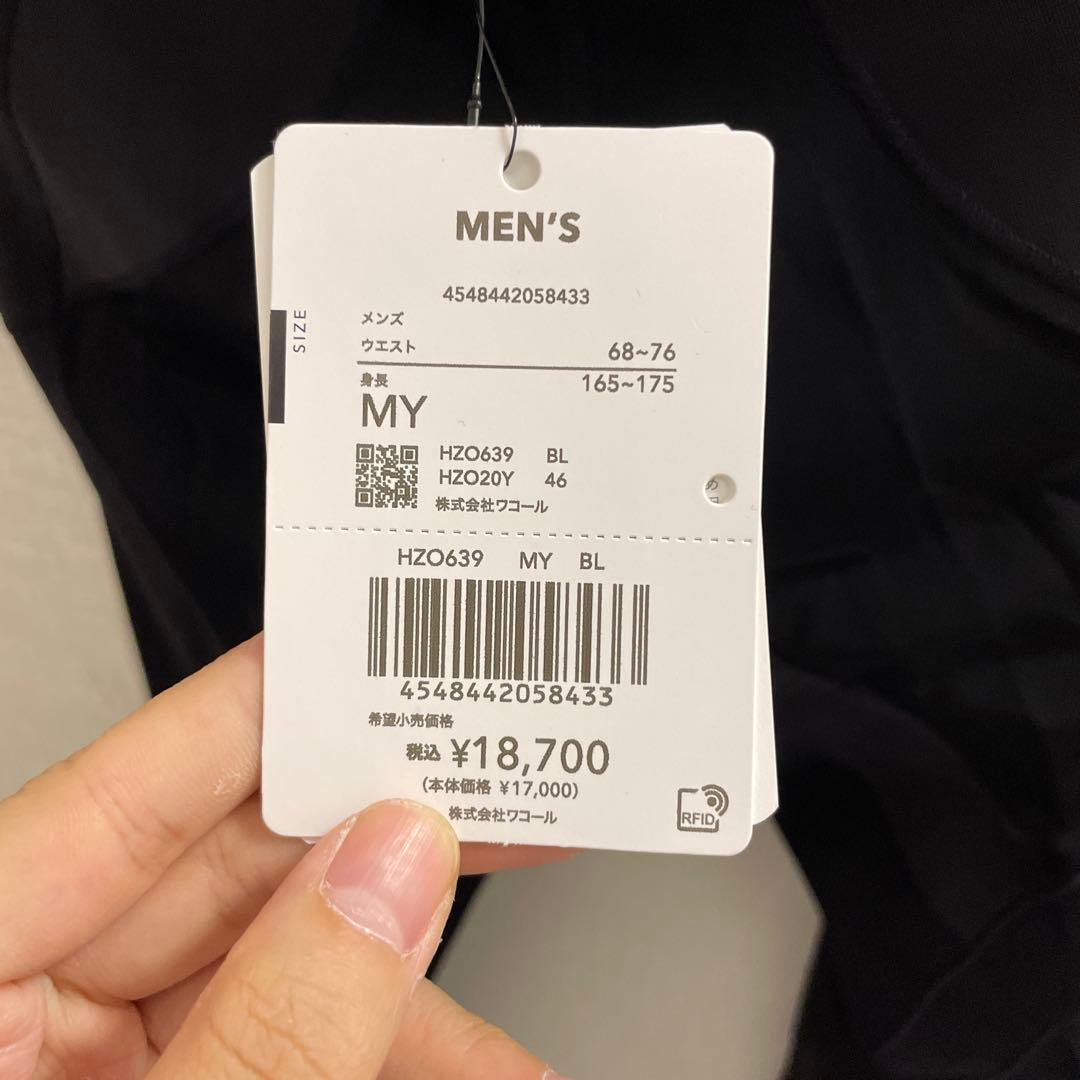 MEN'S
4548442058433
SIZE
メンズ
ウエスト 68~76
身長 165~175
MY
HZO639 BL
HZO20Y 46
株式会社ワコール
め
HZO639 MY BL
4548442058433
希望小売価格
税込 ¥18,700
(本体価格 ¥17,000)
株式会社ワコール
RFID